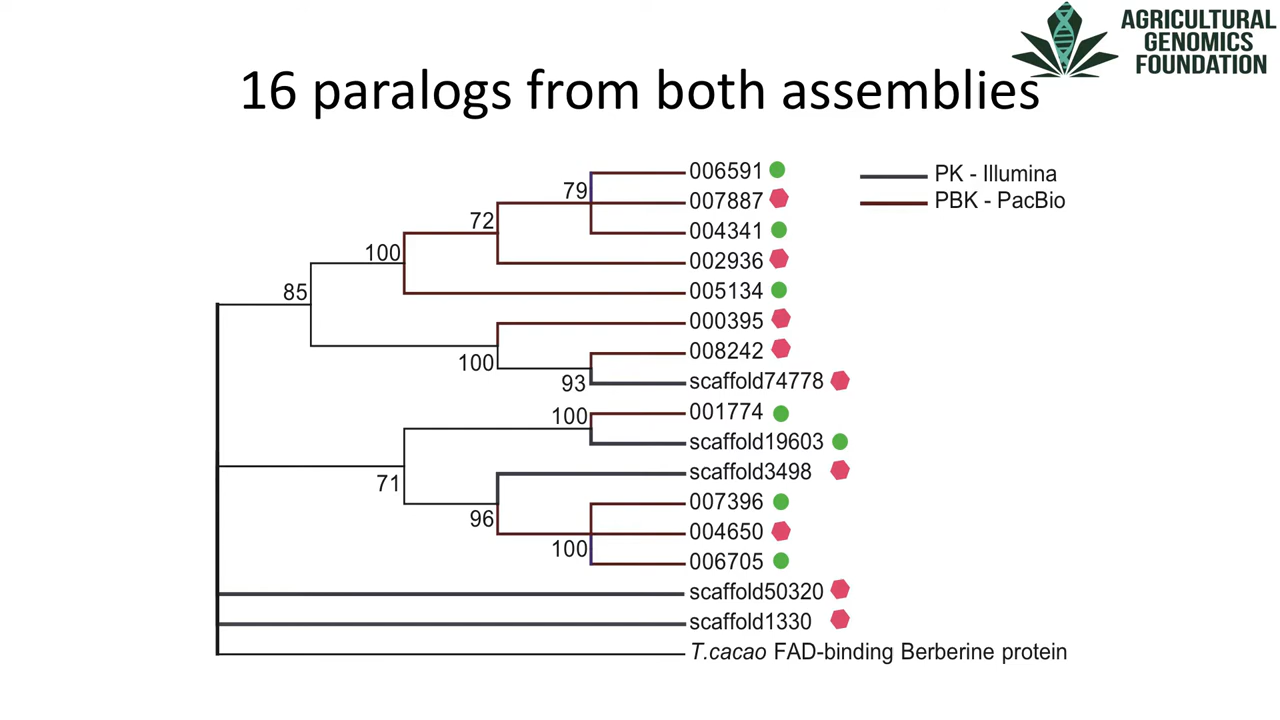 AGRICULTURAL
GENOMICS
FOUNDATION
16 paralogs from both assemblies
006591
007887
004341
002936
005134
000395
008242
scaffold74778
001774
scaffold19603
scaffold3498
007396
004650
006705
scaffold50320
scaffold1330
T.cacao FAD-binding Berberine protein
79
72
100
85
100
93
100
71
96
100
PK - Illumina
PBK - PacBio